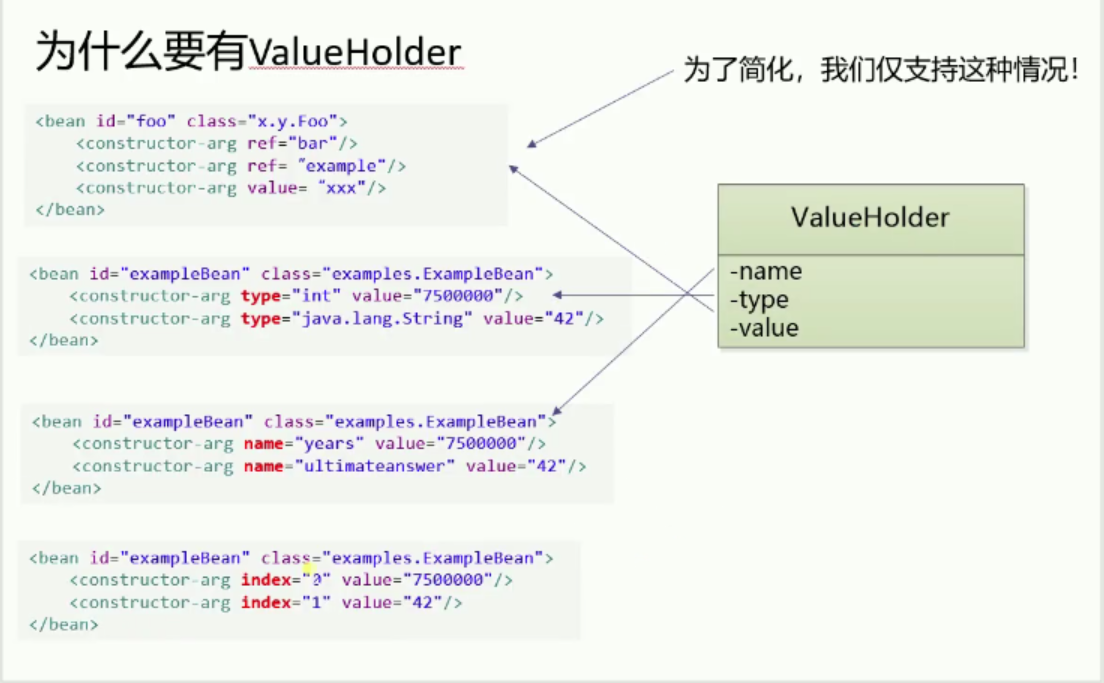 为什么要有ValueHolder
为了简化，我们仅支持这种情况！
<bean id="foo" class="x.y.Foo">
<constructor-arg ref="bar"/>
<constructor-arg ref= “example"/>
<constructor-arg value= “xxx"/>
</bean>
ValueHolder
-name
-type
-value
<bean id="exampleBean" class="examples.ExampleBean">
<constructor-arg type="int" value="7500000"/>
<constructor-arg type="java.lang.String" value="42"/>
</bean>
<bean id="exampleBean" class="examples.ExampleBean">
<constructor-arg name="years" value="7500000"/>
<constructor-arg name="ultimateanswer" value="42"/>
</bean>
<bean id="exampleBean" class="examples.ExampleBean">
<constructor-arg index="0" value="7500000"/>
<constructor-arg index="1" value="42"/>
</bean>